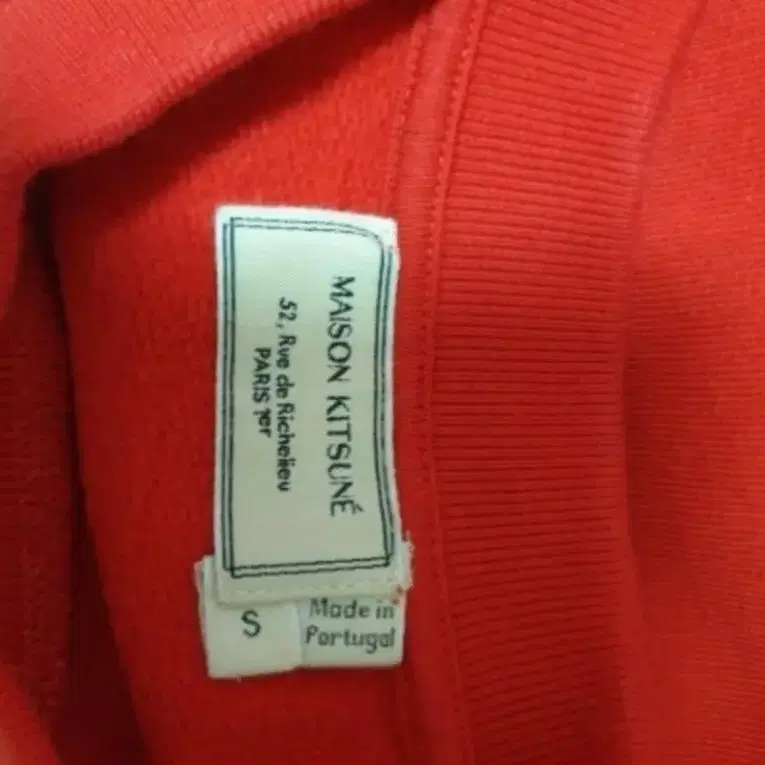 MAISON KITSUNÉ
52, Rue de Richelieu
PARIS 1er
S
Made in
Portugal